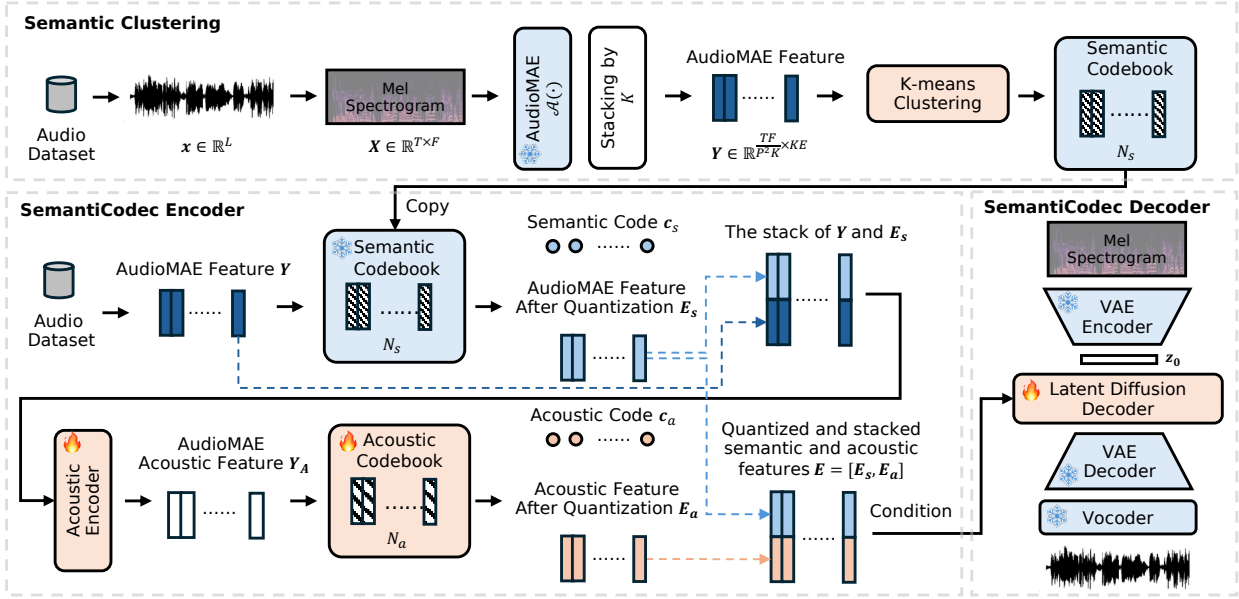 Semantic Clustering
Audio
Dataset
x ∈ ℝ^L
Mel
Spectrogram
X ∈ ℝ^{T×F}
AudioMAE
𝒜(·)
Stacking by
K
AudioMAE Feature
......
Y ∈ ℝ^{\frac{TF}{P^2K}×KE}
K-means
Clustering
Semantic
Codebook
......
N_s
SemantiCodec Encoder
Copy
Audio
Dataset
AudioMAE Feature Y
......
Semantic
Codebook
......
N_s
Semantic Code c_s
......
AudioMAE Feature
After Quantization E_s
......
The stack of Y and E_s
......
Acoustic
Encoder
AudioMAE
Acoustic Feature Y_A
......
Acoustic
Codebook
......
N_a
Acoustic Code c_a
......
Acoustic Feature
After Quantization E_a
......
Quantized and stacked
semantic and acoustic
features E = [E_s, E_a]
......
Condition
SemantiCodec Decoder
Mel
Spectrogram
VAE
Encoder
z_0
Latent Diffusion
Decoder
VAE
Decoder
Vocoder